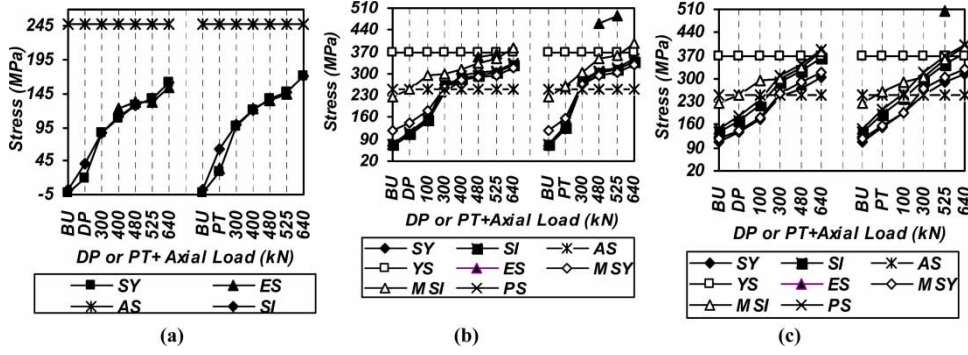 Stress (MPa)
245
195
145
95
45
-5
BU DP 300 400 480 525 640 BU PT 300 400 480 525 640
DP or PT+ Axial Load (kN)
SY ES
AS SI
(a)
Stress (MPa)
510
440
370
300
230
160
90
20
BU DP 100 300 400 480 525 640 BU PT 300 480 525 640
DP or PT+Axial Load (kN)
SY SI AS
YS ES MSY
MSI PS
(b)
Stress (MPa)
510
440
370
300
230
160
90
20
BU DP 100 300 480 640 BU PT 100 300 525 640
DP or PT+Axial Load (kN)
SY SI AS
YS ES MSY
MSI PS
(c)